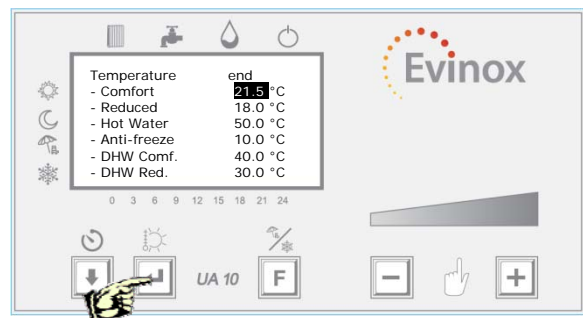 Evinox
Temperature end
- Comfort 21.5 °C
- Reduced 18.0 °C
- Hot Water 50.0 °C
- Anti-freeze 10.0 °C
- DHW Comf. 40.0 °C
- DHW Red. 30.0 °C
0 3 6 9 12 15 18 21 24
UA 10 F
- +